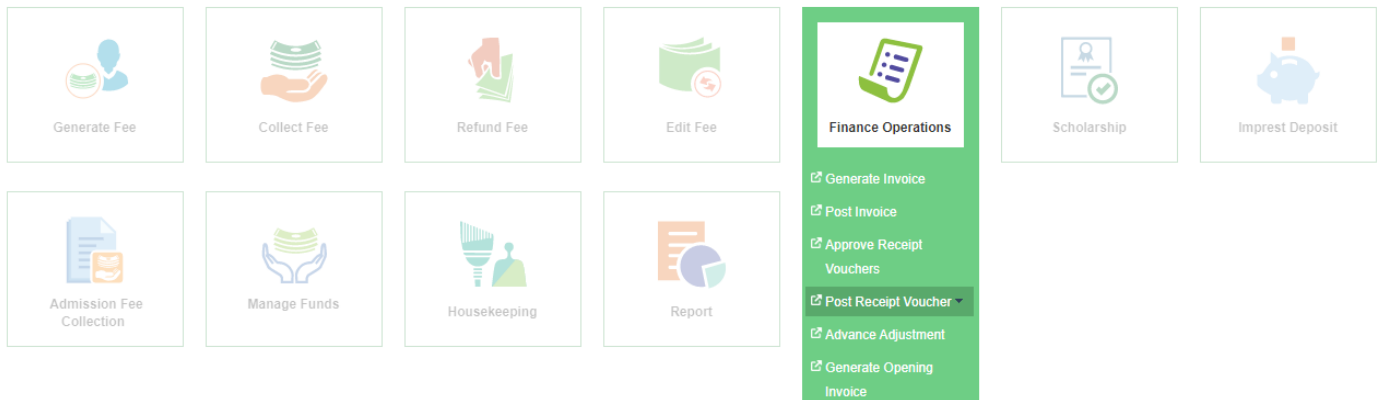 Generate Fee
Collect Fee
Refund Fee
Edit Fee
Finance Operations
Scholarship
Imprest Deposit
Generate Invoice
Post Invoice
Approve Receipt
Vouchers
Post Receipt Voucher
Advance Adjustment
Generate Opening
Invoice
Admission Fee
Collection
Manage Funds
Housekeeping
Report